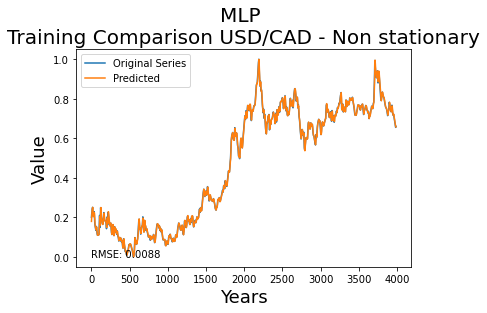 MLP
Training Comparison USD/CAD - Non stationary
Original Series
Predicted
1.0
0.8
0.6
0.4
0.2
0.0
Value
RMSE: 0.0088
0 500 1000 1500 2000 2500 3000 3500 4000
Years